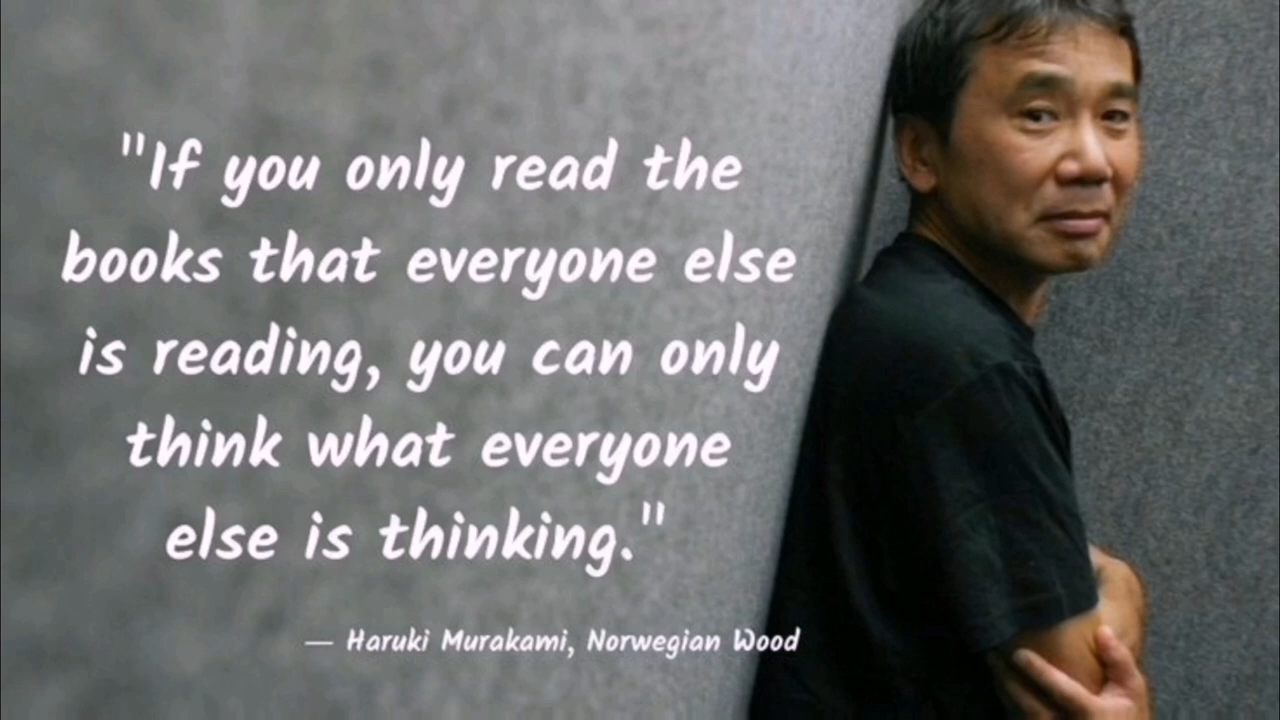 "If you only read the
books that everyone else
is reading, you can only
think what everyone
else is thinking."
— Haruki Murakami, Norwegian Wood